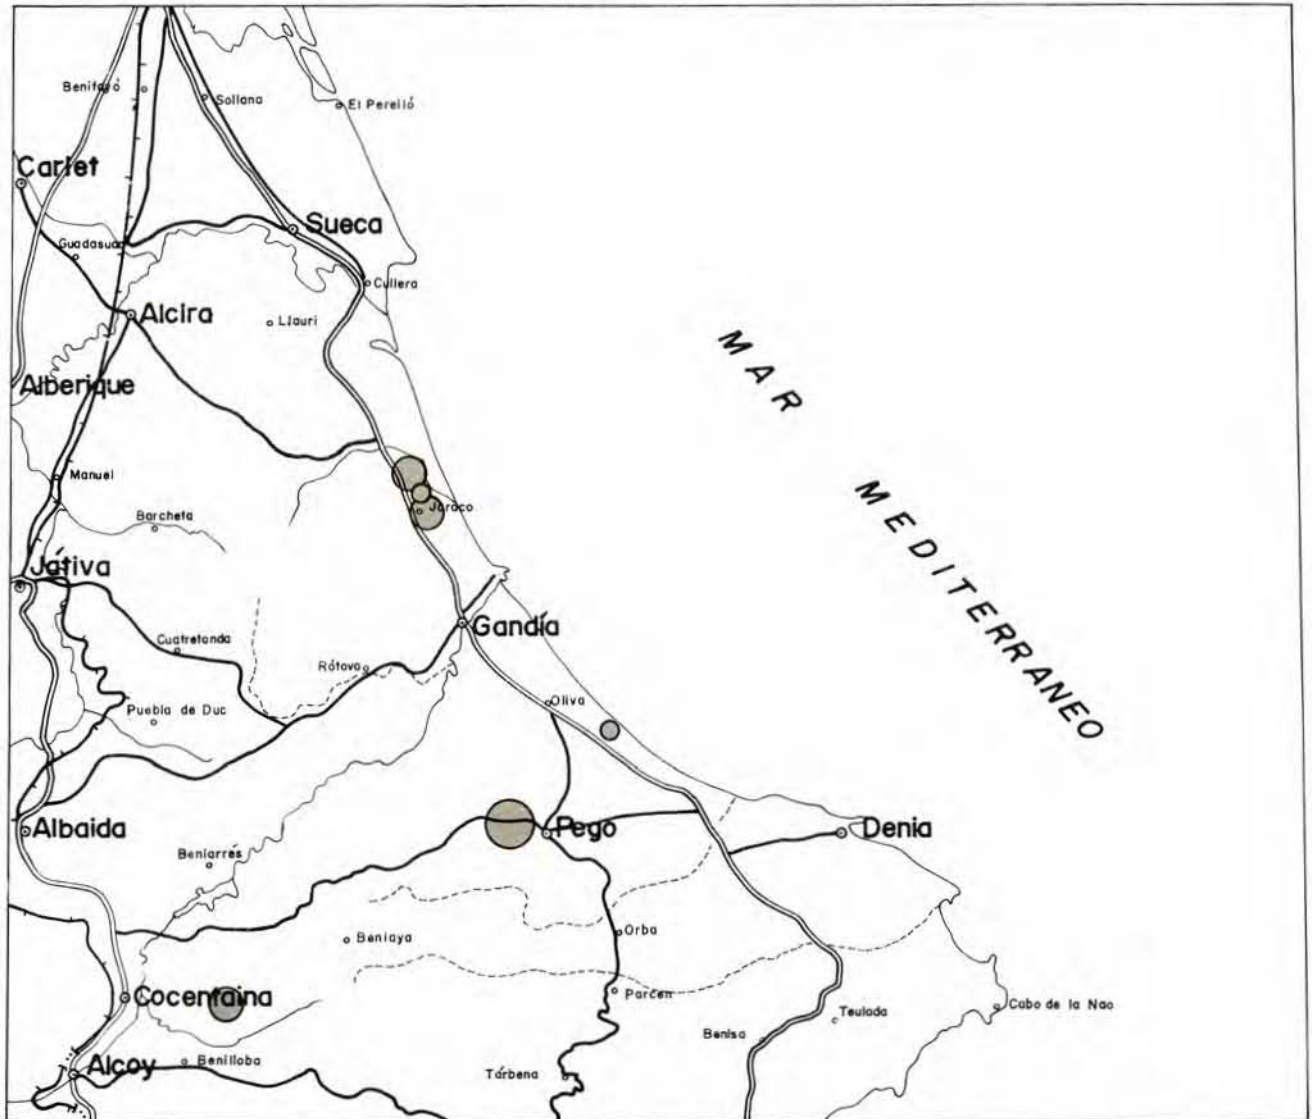 Benifayó
Sollana
El Perelló
Carlet
Sueca
Guadasuar
Cullera
Alcira
Llauri
MAR
Alberique
Manuel
MEDITERRANEO
Jaraco
Barcheta
Játiva
Gandía
Cuatretonda
Rótova
Oliva
Puebla de Duc
Albaida
Pego
Denia
Beniarrés
Orba
Beniaya
Parcen
Cocentaina
Cabo de la Nao
Teulada
Benisa
Benilloba
Alcoy
Tárbena